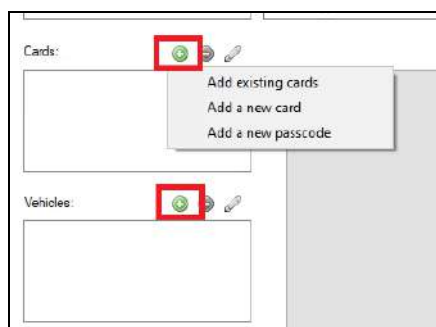 Cards:
Add existing cards
Add a new card
Add a new passcode
Vehicles: